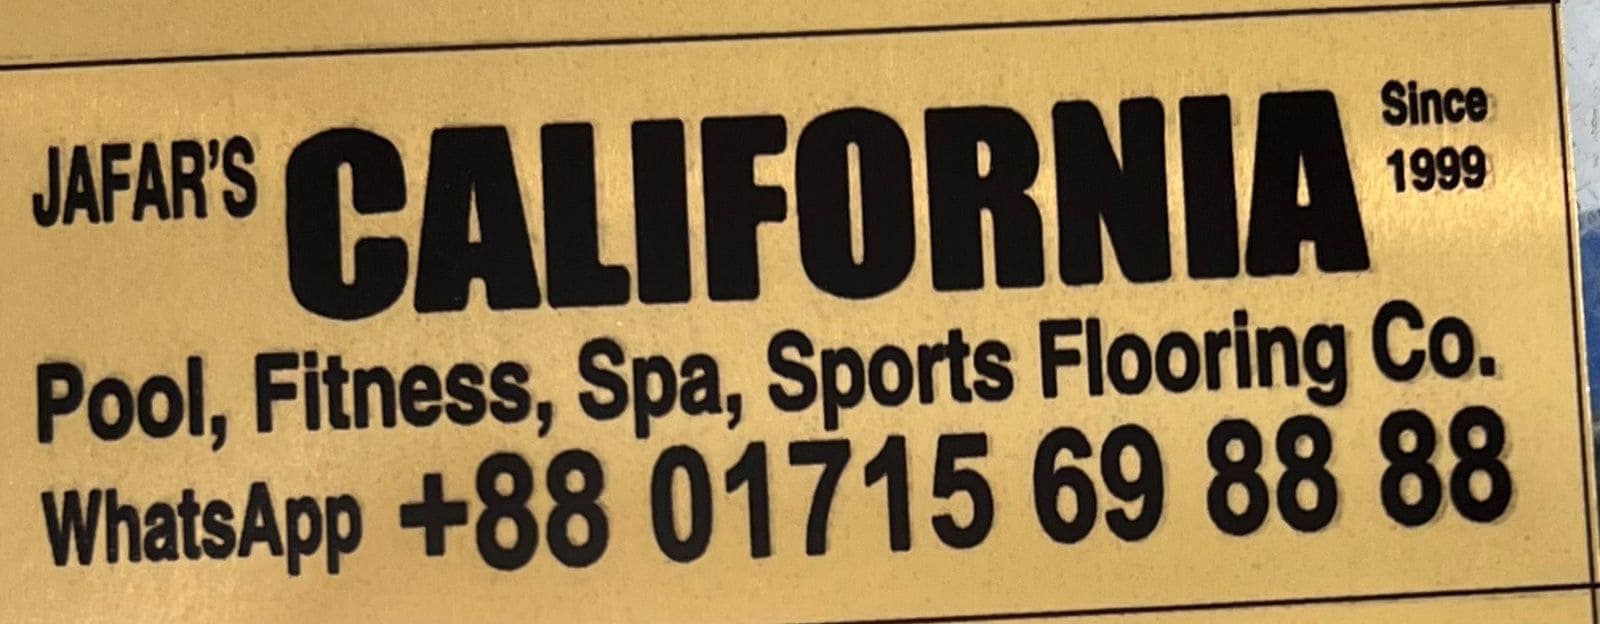 JAFAR'S CALIFORNIA Since 1999
Pool, Fitness, Spa, Sports Flooring Co.
WhatsApp +88 01715 69 88 88